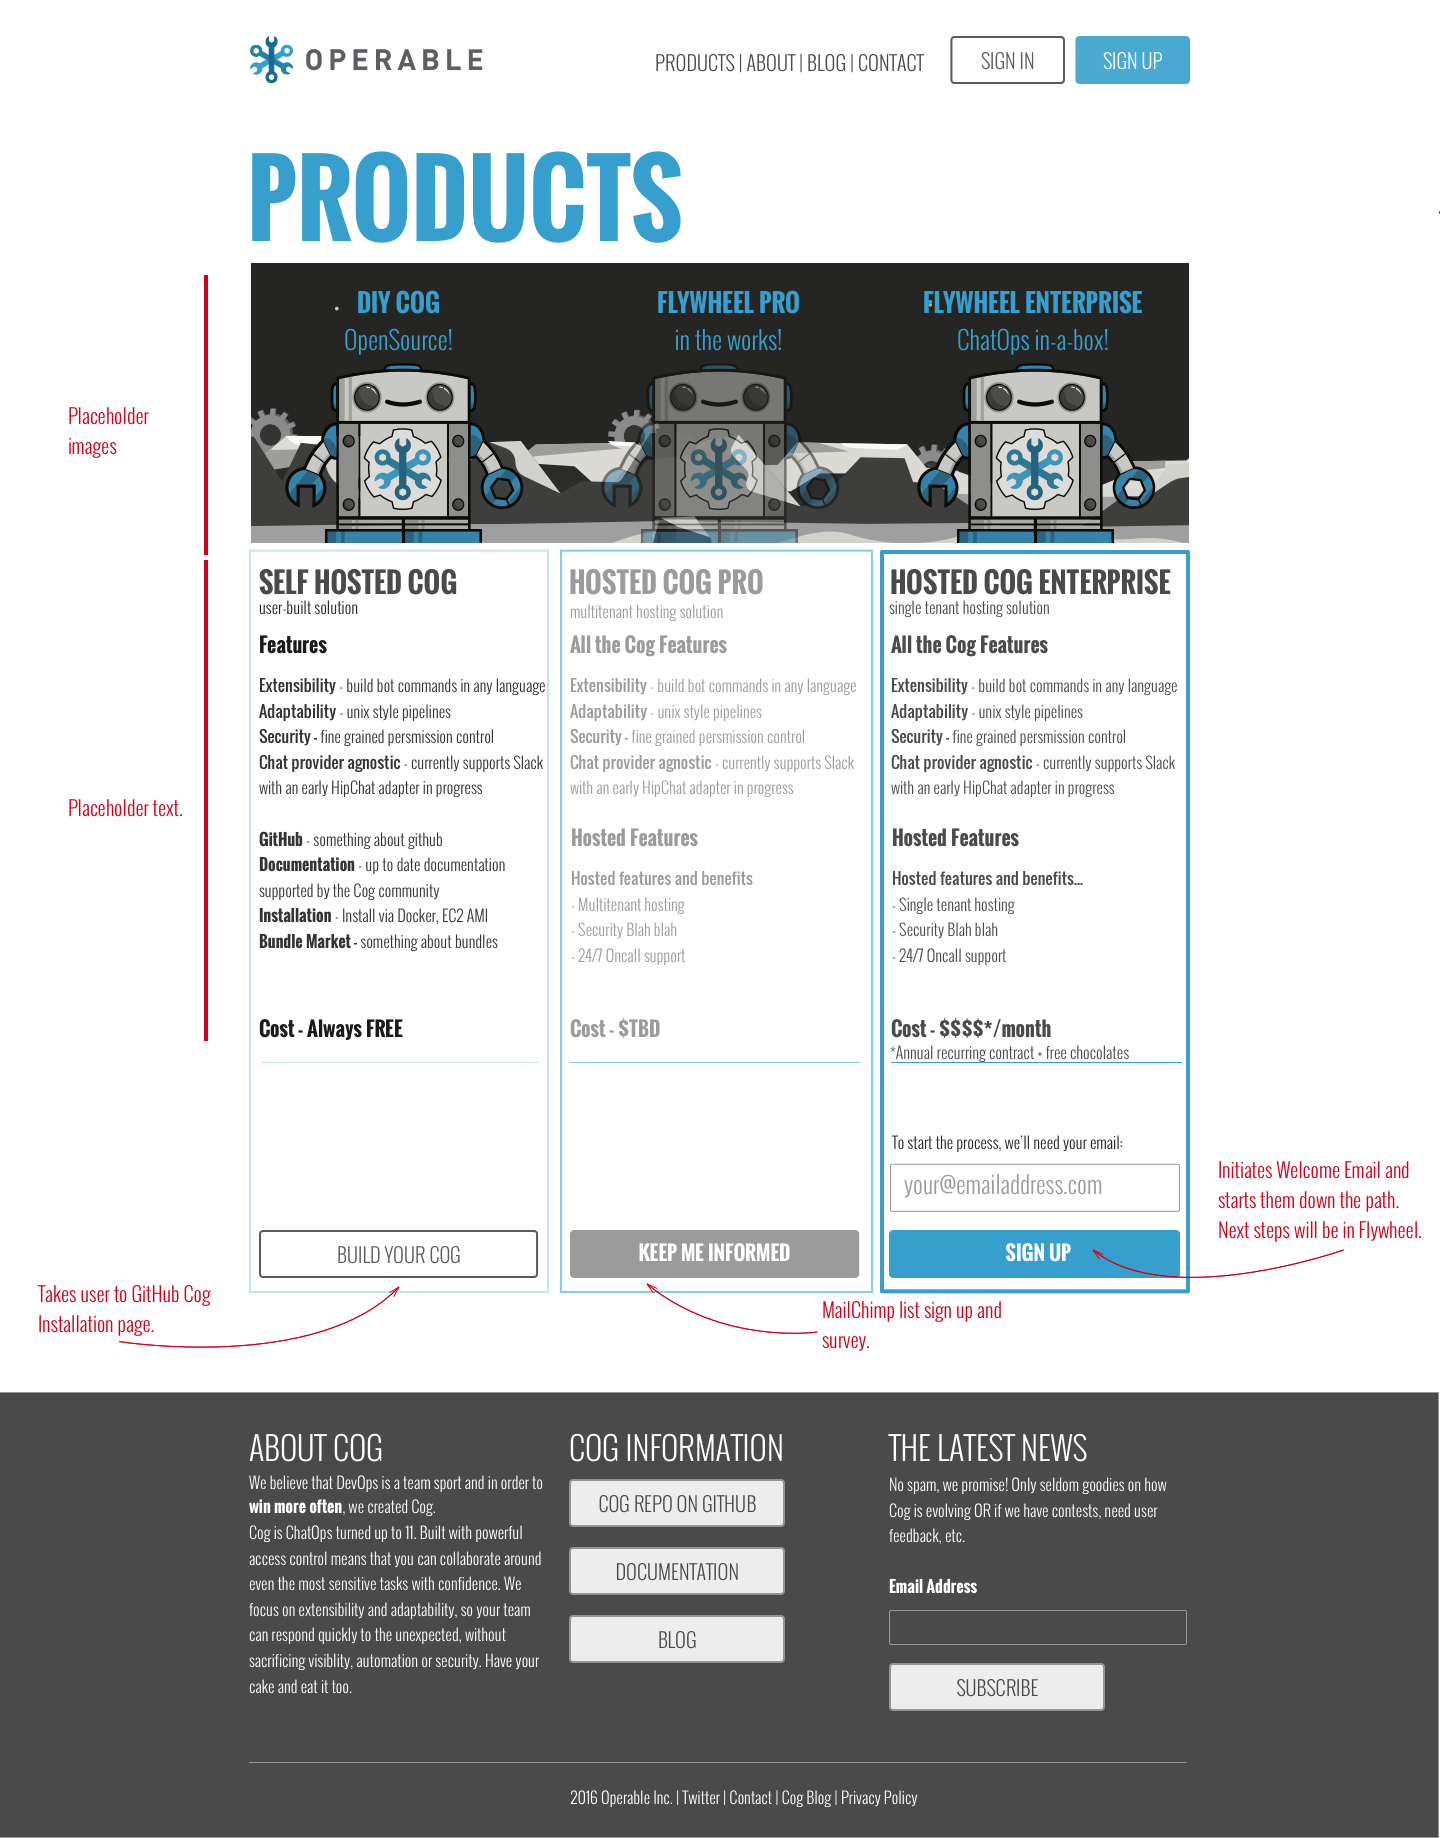 OPERABLE
PRODUCTS | ABOUT | BLOG | CONTACT
SIGN IN
SIGN UP
PRODUCTS
DIY COG
OpenSource!
FLYWHEEL PRO
in the works!
FLYWHEEL ENTERPRISE
ChatOps in-a-box!
Placeholder
images
Placeholder text.
SELF HOSTED COG
user-built solution
Features
Extensibility - build bot commands in any language
Adaptability - unix style pipelines
Security - fine grained persmission control
Chat provider agnostic - currently supports Slack
with an early HipChat adapter in progress
GitHub - something about github
Documentation - up to date documentation
supported by the Cog community
Installation - Install via Docker, EC2 AMI
Bundle Market - something about bundles
Cost - Always FREE
BUILD YOUR COG
Takes user to GitHub Cog
Installation page.
HOSTED COG PRO
multitenant hosting solution
All the Cog Features
Extensibility - build bot commands in any language
Adaptability - unix style pipelines
Security - fine grained persmission control
Chat provider agnostic - currently supports Slack
with an early HipChat adapter in progress
Hosted Features
Hosted features and benefits
- Multitenant hosting
- Security Blah blah
- 24/7 Oncall support
Cost - $TBD
KEEP ME INFORMED
MailChimp list sign up and
survey.
HOSTED COG ENTERPRISE
single tenant hosting solution
All the Cog Features
Extensibility - build bot commands in any language
Adaptability - unix style pipelines
Security - fine grained persmission control
Chat provider agnostic - currently supports Slack
with an early HipChat adapter in progress
Hosted Features
Hosted features and benefits...
- Single tenant hosting
- Security Blah blah
- 24/7 Oncall support
Cost - $$$$*/month
*Annual recurring contract + free chocolates
To start the process, we'll need your email:
your@emailaddress.com
SIGN UP
Initiates Welcome Email and
starts them down the path.
Next steps will be in Flywheel.
ABOUT COG
We believe that DevOps is a team sport and in order to
win more often, we created Cog.
Cog is ChatOps turned up to 11. Built with powerful
access control means that you can collaborate around
even the most sensitive tasks with confidence. We
focus on extensibility and adaptability, so your team
can respond quickly to the unexpected, without
sacrificing visiblity, automation or security. Have your
cake and eat it too.
COG INFORMATION
COG REPO ON GITHUB
DOCUMENTATION
BLOG
THE LATEST NEWS
No spam, we promise! Only seldom goodies on how
Cog is evolving OR if we have contests, need user
feedback, etc.
Email Address
SUBSCRIBE
2016 Operable Inc. | Twitter | Contact | Cog Blog | Privacy Policy